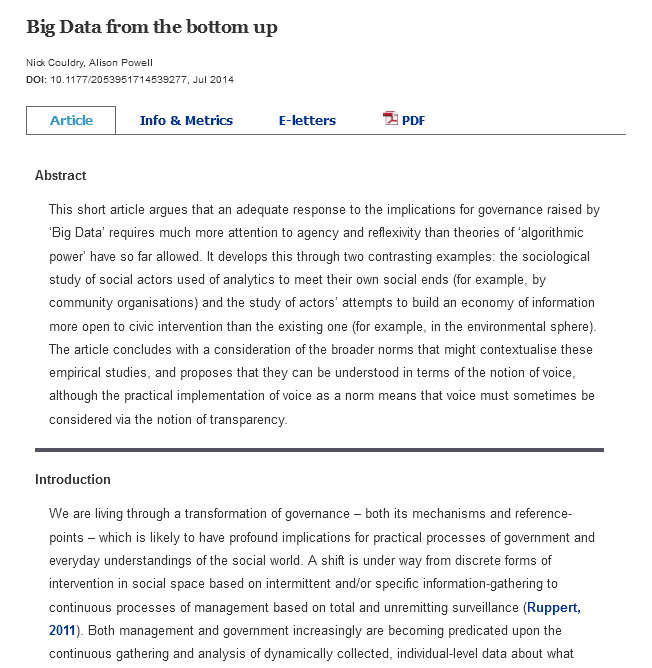 Big Data from the bottom up
Nick Couldry, Alison Powell
DOI: 10.1177/2053951714539277, Jul 2014
Article Info & Metrics E-letters PDF
Abstract
This short article argues that an adequate response to the implications for governance raised by
‘Big Data’ requires much more attention to agency and reflexivity than theories of ‘algorithmic
power’ have so far allowed. It develops this through two contrasting examples: the sociological
study of social actors used of analytics to meet their own social ends (for example, by
community organisations) and the study of actors’ attempts to build an economy of information
more open to civic intervention than the existing one (for example, in the environmental sphere).
The article concludes with a consideration of the broader norms that might contextualise these
empirical studies, and proposes that they can be understood in terms of the notion of voice,
although the practical implementation of voice as a norm means that voice must sometimes be
considered via the notion of transparency.
Introduction
We are living through a transformation of governance – both its mechanisms and reference-
points – which is likely to have profound implications for practical processes of government and
everyday understandings of the social world. A shift is under way from discrete forms of
intervention in social space based on intermittent and/or specific information-gathering to
continuous processes of management based on total and unremitting surveillance (Ruppert,
2011). Both management and government increasingly are becoming predicated upon the
continuous gathering and analysis of dynamically collected, individual-level data about what